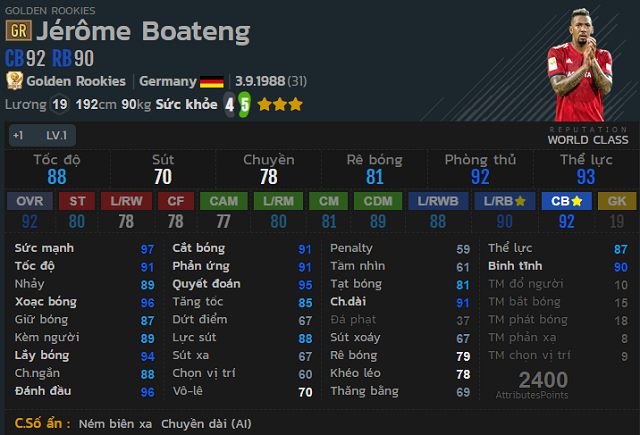 GOLDEN ROOKIES
GR Jérôme Boateng
CB 92 RB 90
Golden Rookies Germany 3.9.1988 (31)
Lương 19 192cm 90kg Sức khỏe 4 5
+1 LV.1
REPUTATION
WORLD CLASS
Tốc độ Sút Chuyền Rê bóng Phòng thủ Thể lực
88 70 78 81 92 93
OVR ST L/RW CF CAM L/RM CM CDM L/RWB L/RB CB GK
92 80 78 78 77 80 81 89 88 90 92 19
Sức mạnh 97 Cắt bóng 91 Penalty 59 Thể lực 87
Tốc độ 91 Phản ứng 91 Tầm nhìn 61 Bình tĩnh 90
Nhảy 89 Quyết đoán 95 Tạt bóng 81 TM đổ người 10
Xoạc bóng 96 Tăng tốc 85 Ch.dài 91 TM bắt bóng 15
Giữ bóng 87 Dứt điểm 67 Đá phạt 37 TM phát bóng 18
Kèm người 89 Lực sút 88 Sút xoáy 67 TM phản xạ 8
Lấy bóng 94 Sút xa 67 Rê bóng 79 TM chọn vị trí 9
Ch.ngắn 88 Chọn vị trí 60 Khéo léo 78 2400
Đánh đầu 96 Vô-lê 70 Thăng bằng 69 AttributesPoints
C.Số ẩn : Ném biên xa Chuyền dài (AI)